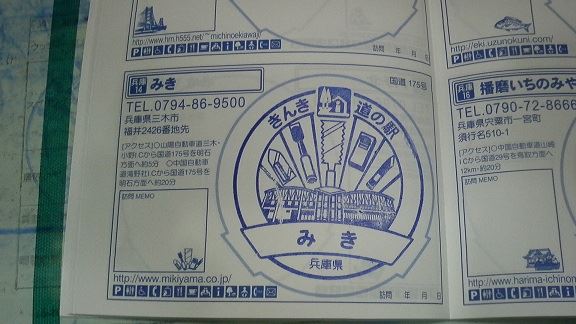 http://www.hm.h555.net/~michinoekiawaji
訪問 年 月 日
http://eki.uzunokuni.com/
兵庫 14 みき
国道 175号
TEL.0794-86-9500
兵庫県三木市
福井2426番地先
[アクセス]〇山陽自動車道三木・
小野ICから国道175号を明石
方面へ約5分 〇中国自動車
道滝野社ICから国道175号を
明石方面へ約20分
訪問 MEMO
きんき 道の駅
みき
兵庫県
http://www.mikiyama.co.jp/
訪問 年 月 日
兵庫 16 播磨いちのみや
TEL.0790-72-8666
兵庫県宍粟市一宮町
須行名510-1
[アクセス]〇中国自動車道山崎
ICから国道29号を鳥取方面へ
12km・約20分
訪問 MEMO
http://www.harima-ichinom